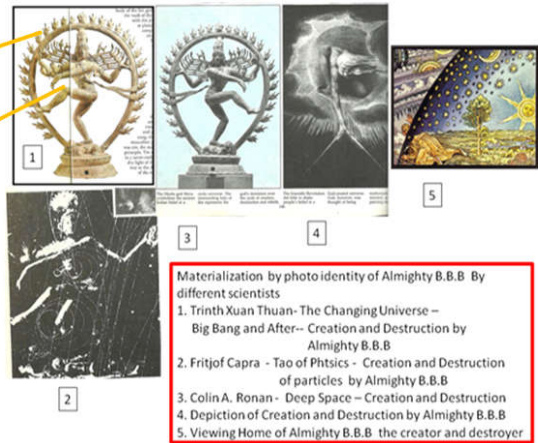 1
3
4
5
2
Materialization by photo identity of Almighty B.B.B By
different scientists
1. Trinth Xuan Thuan- The Changing Universe –
Big Bang and After-- Creation and Destruction by
Almighty B.B.B
2. Fritjof Capra - Tao of Phtsics - Creation and Destruction
of particles by Almighty B.B.B
3. Colin A. Ronan - Deep Space – Creation and Destruction
4. Depiction of Creation and Destruction by Almighty B.B.B
5. Viewing Home of Almighty B.B.B the creator and destroyer